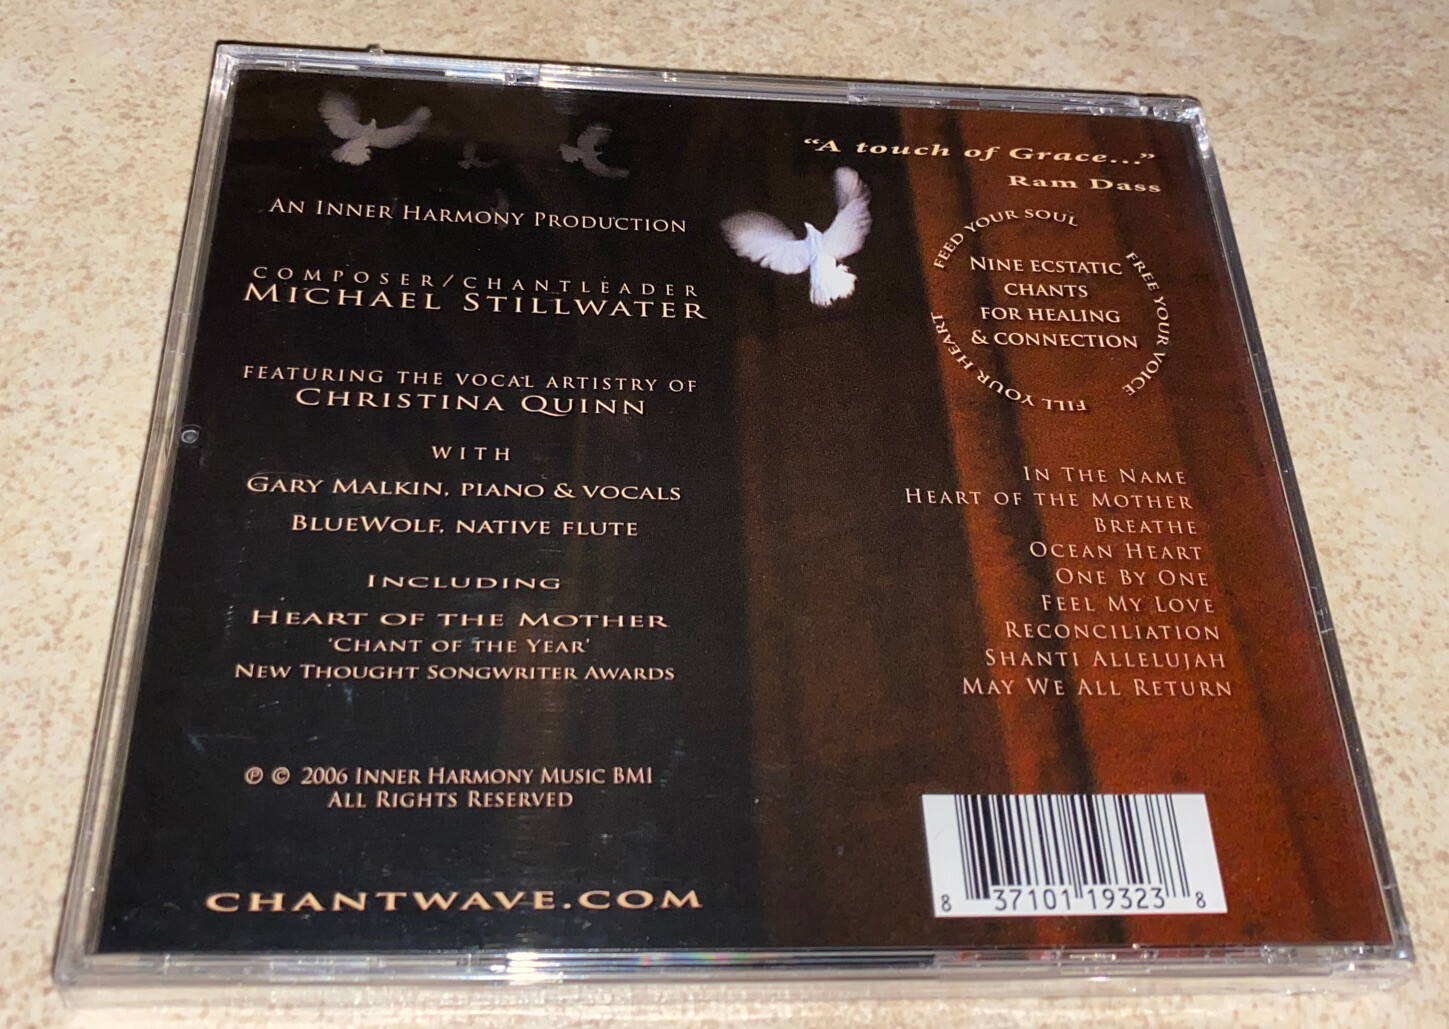 AN INNER HARMONY PRODUCTION
COMPOSER/CHANTLEADER
MICHAEL STILLWATER
FEATURING THE VOCAL ARTISTRY OF
CHRISTINA QUINN
WITH
GARY MALKIN, PIANO & VOCALS
BLUEWOLF, NATIVE FLUTE
INCLUDING
HEART OF THE MOTHER
'CHANT OF THE YEAR'
NEW THOUGHT SONGWRITER AWARDS
℗ © 2006 INNER HARMONY MUSIC BMI
ALL RIGHTS RESERVED
CHANTWAVE.COM
"A touch of Grace..."
Ram Dass
FEED YOUR SOUL
FREE YOUR VOICE
FILL YOUR HEART
NINE ECSTATIC
CHANTS
FOR HEALING
& CONNECTION
IN THE NAME
HEART OF THE MOTHER
BREATHE
OCEAN HEART
ONE BY ONE
FEEL MY LOVE
RECONCILIATION
SHANTI ALLELUJAH
MAY WE ALL RETURN
8 37101 19323 8